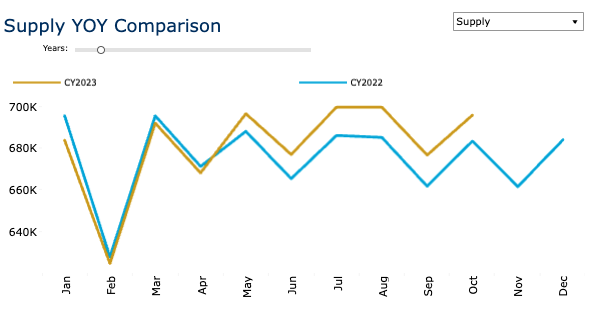 Supply YOY Comparison
Supply
Years:
CY2023
CY2022
700K
680K
660K
640K
Jan
Feb
Mar
Apr
May
Jun
Jul
Aug
Sep
Oct
Nov
Dec